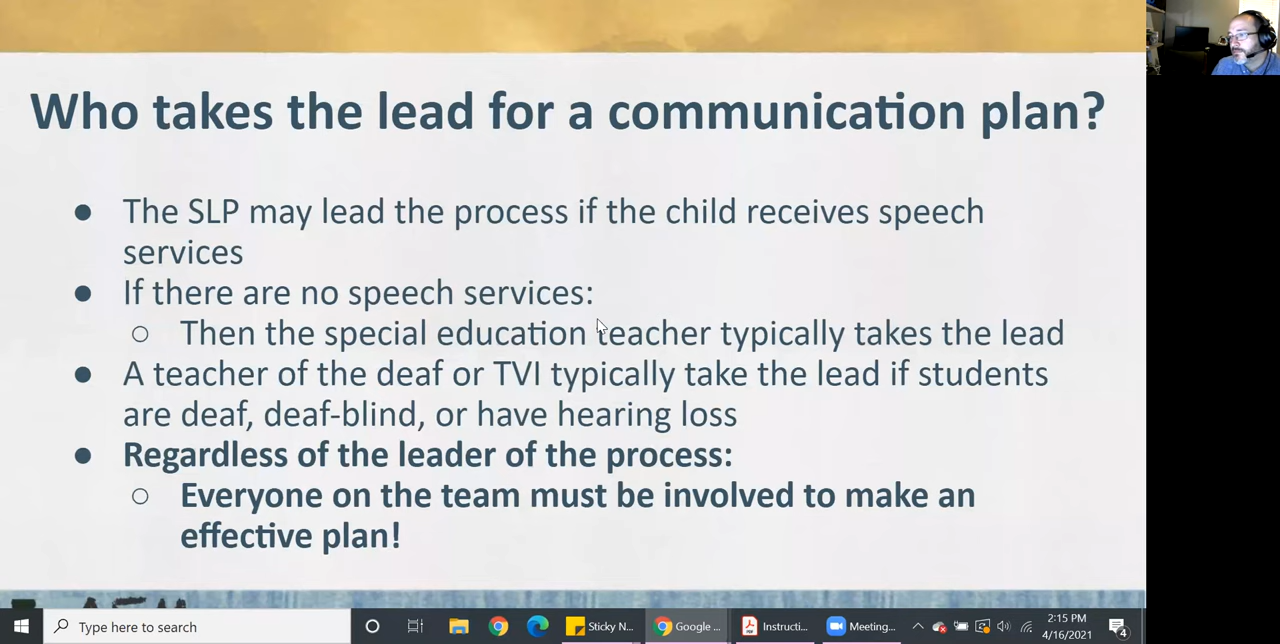 Who takes the lead for a communication plan?
● The SLP may lead the process if the child receives speech
services
● If there are no speech services:
○ Then the special education teacher typically takes the lead
● A teacher of the deaf or TVI typically take the lead if students
are deaf, deaf-blind, or have hearing loss
● Regardless of the leader of the process:
○ Everyone on the team must be involved to make an
effective plan!
Type here to search
Sticky N...
Google ...
Instructi...
Meeting...
2:15 PM
4/16/2021
4